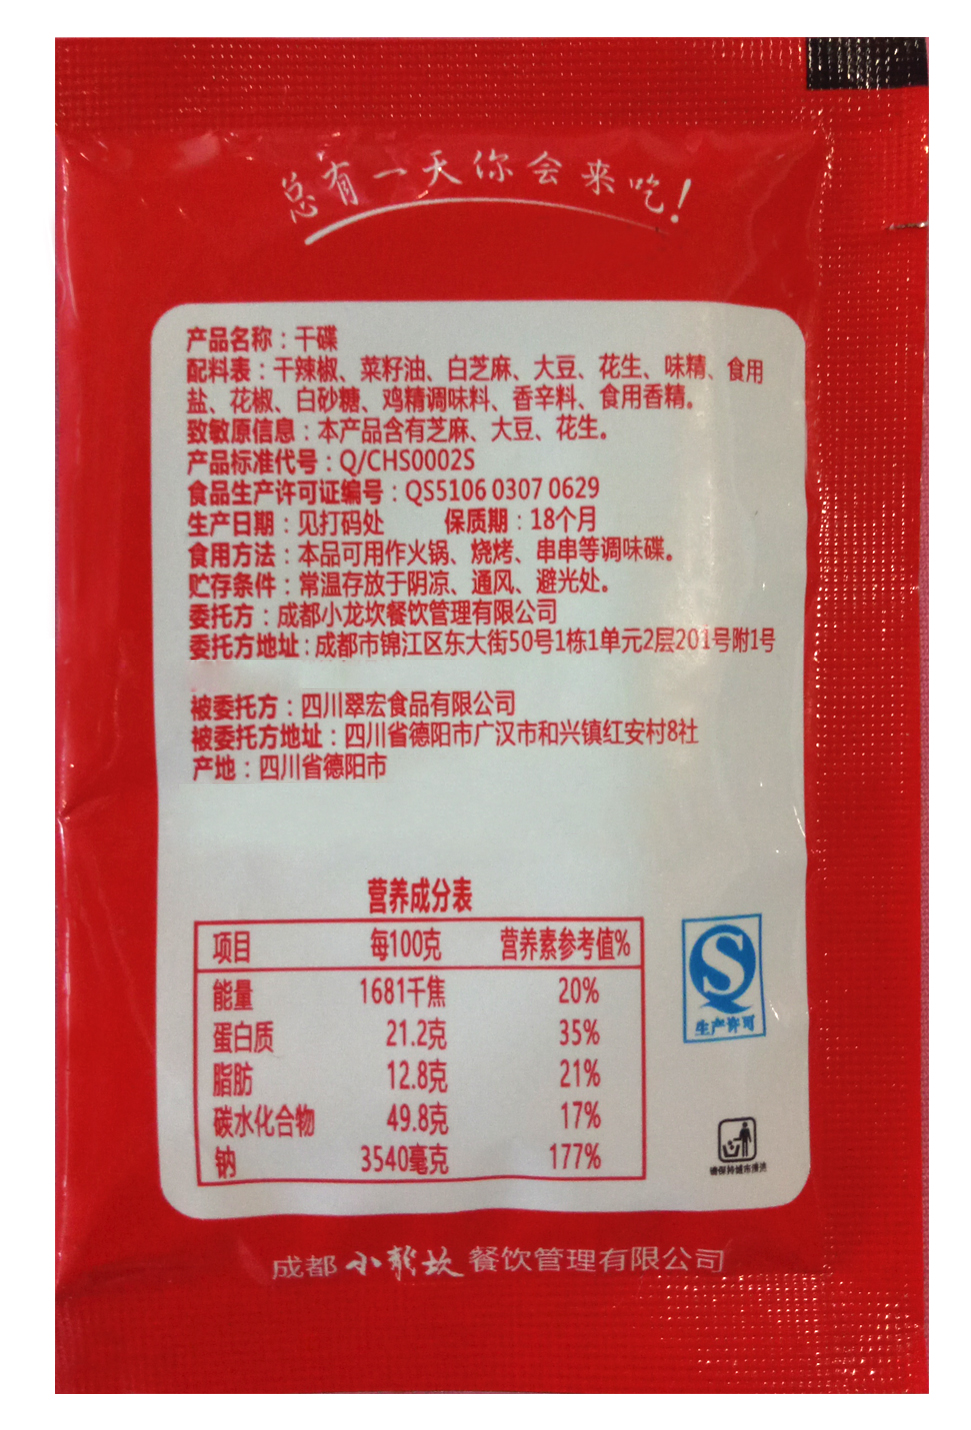 总有一天你会来吃!
产品名称：干碟
配料表：干辣椒、菜籽油、白芝麻、大豆、花生、味精、食用
盐、花椒、白砂糖、鸡精调味料、香辛料、食用香精。
致敏原信息：本产品含有芝麻、大豆、花生。
产品标准代号：Q/CHS0002S
食品生产许可证编号：QS5106 0307 0629
生产日期：见打码处 保质期：18个月
食用方法：本品可用作火锅、烧烤、串串等调味碟。
贮存条件：常温存放于阴凉、通风、避光处。
委托方：成都小龙坎餐饮管理有限公司
委托方地址：成都市锦江区东大街50号1栋1单元2层201号附1号
被委托方：四川翠宏食品有限公司
被委托方地址：四川省德阳市广汉市和兴镇红安村8社
产地：四川省德阳市
营养成分表
项目 每100克 营养素参考值%
能量 1681千焦 20%
蛋白质 21.2克 35%
脂肪 12.8克 21%
碳水化合物 49.8克 17%
钠 3540毫克 177%
生产许可
请保持城市清洁
成都小龍坎餐饮管理有限公司